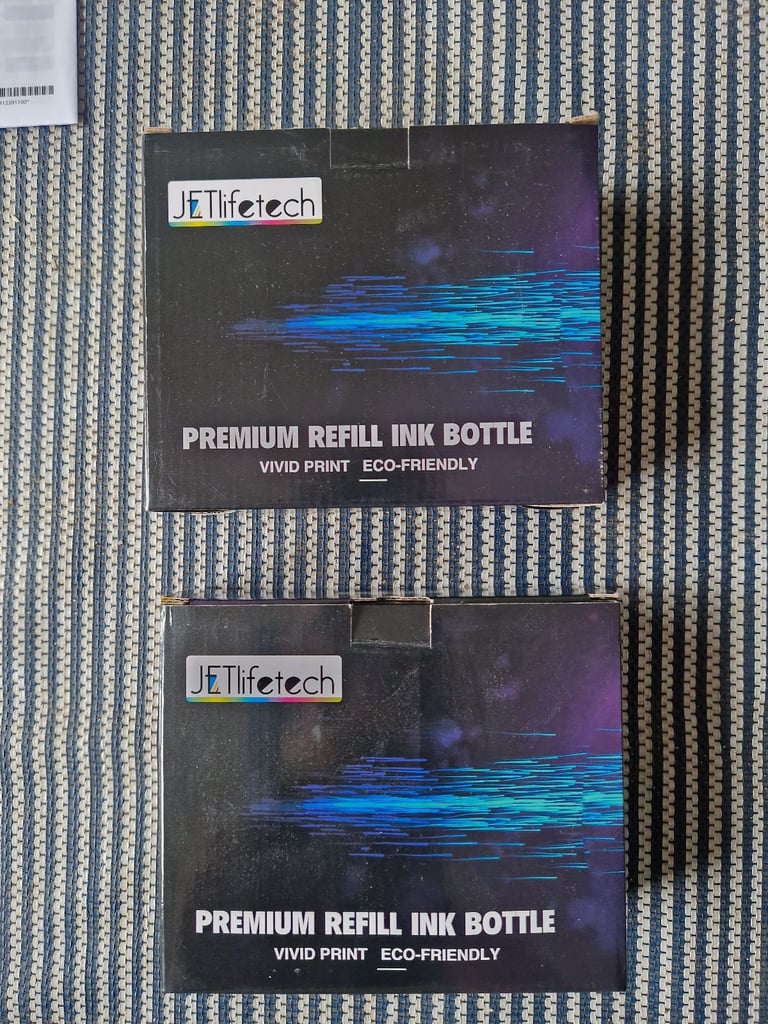 JETlifetech
PREMIUM REFILL INK BOTTLE
VIVID PRINT ECO-FRIENDLY
JETlifetech
PREMIUM REFILL INK BOTTLE
VIVID PRINT ECO-FRIENDLY